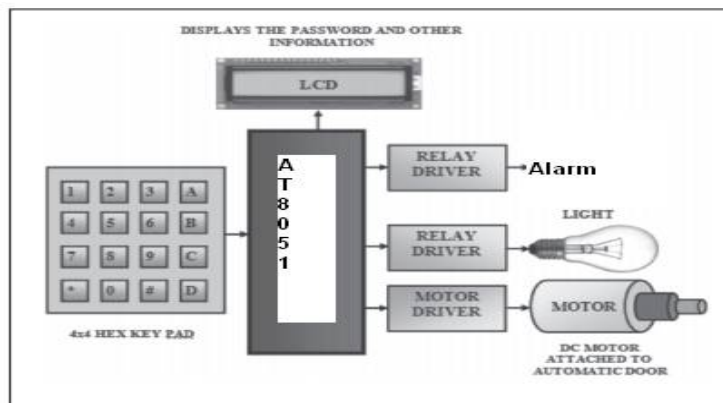 DISPLAYS THE PASSWORD AND OTHER
INFORMATION
LCD
A
T
8
0
5
1
RELAY
DRIVER
Alarm
1 2 3 A
4 5 6 B
7 8 9 C
* 0 # D
4x4 HEX KEY PAD
RELAY
DRIVER
LIGHT
MOTOR
DRIVER
MOTOR
DC MOTOR
ATTACHED TO
AUTOMATIC DOOR